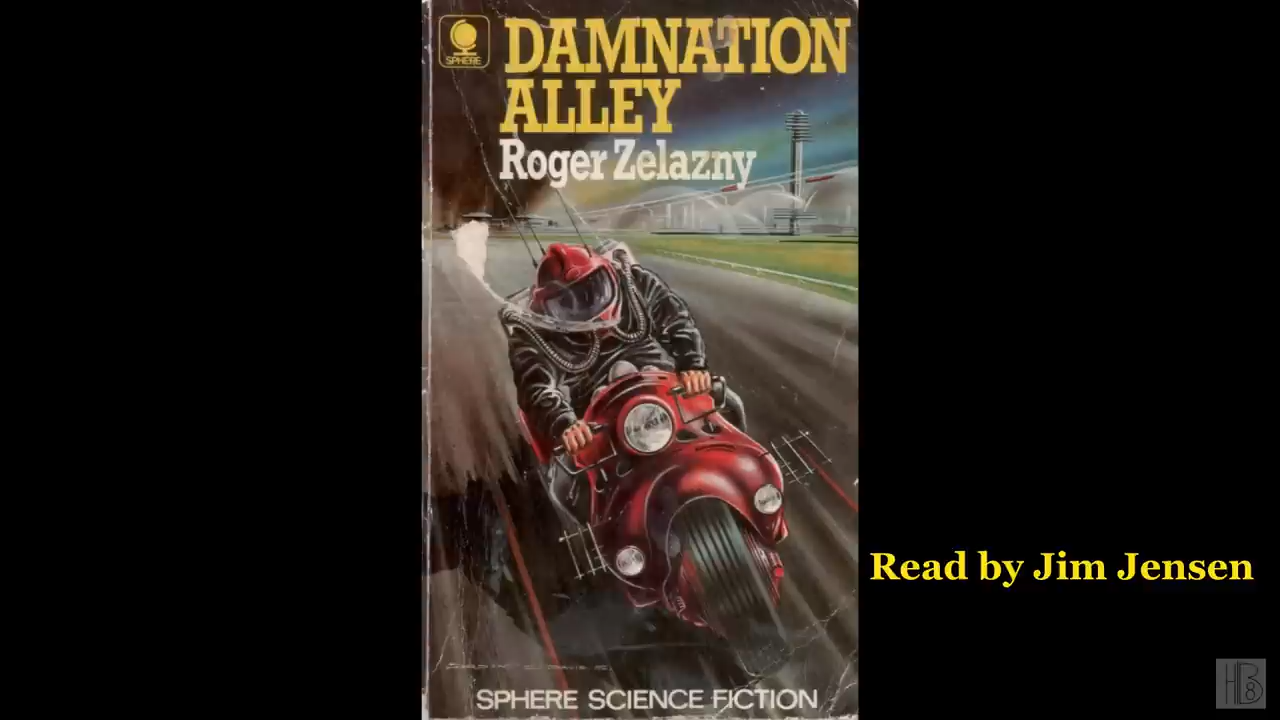 SPHERE
DAMNATION
ALLEY
Roger Zelazny
Read by Jim Jensen
SPHERE SCIENCE FICTION